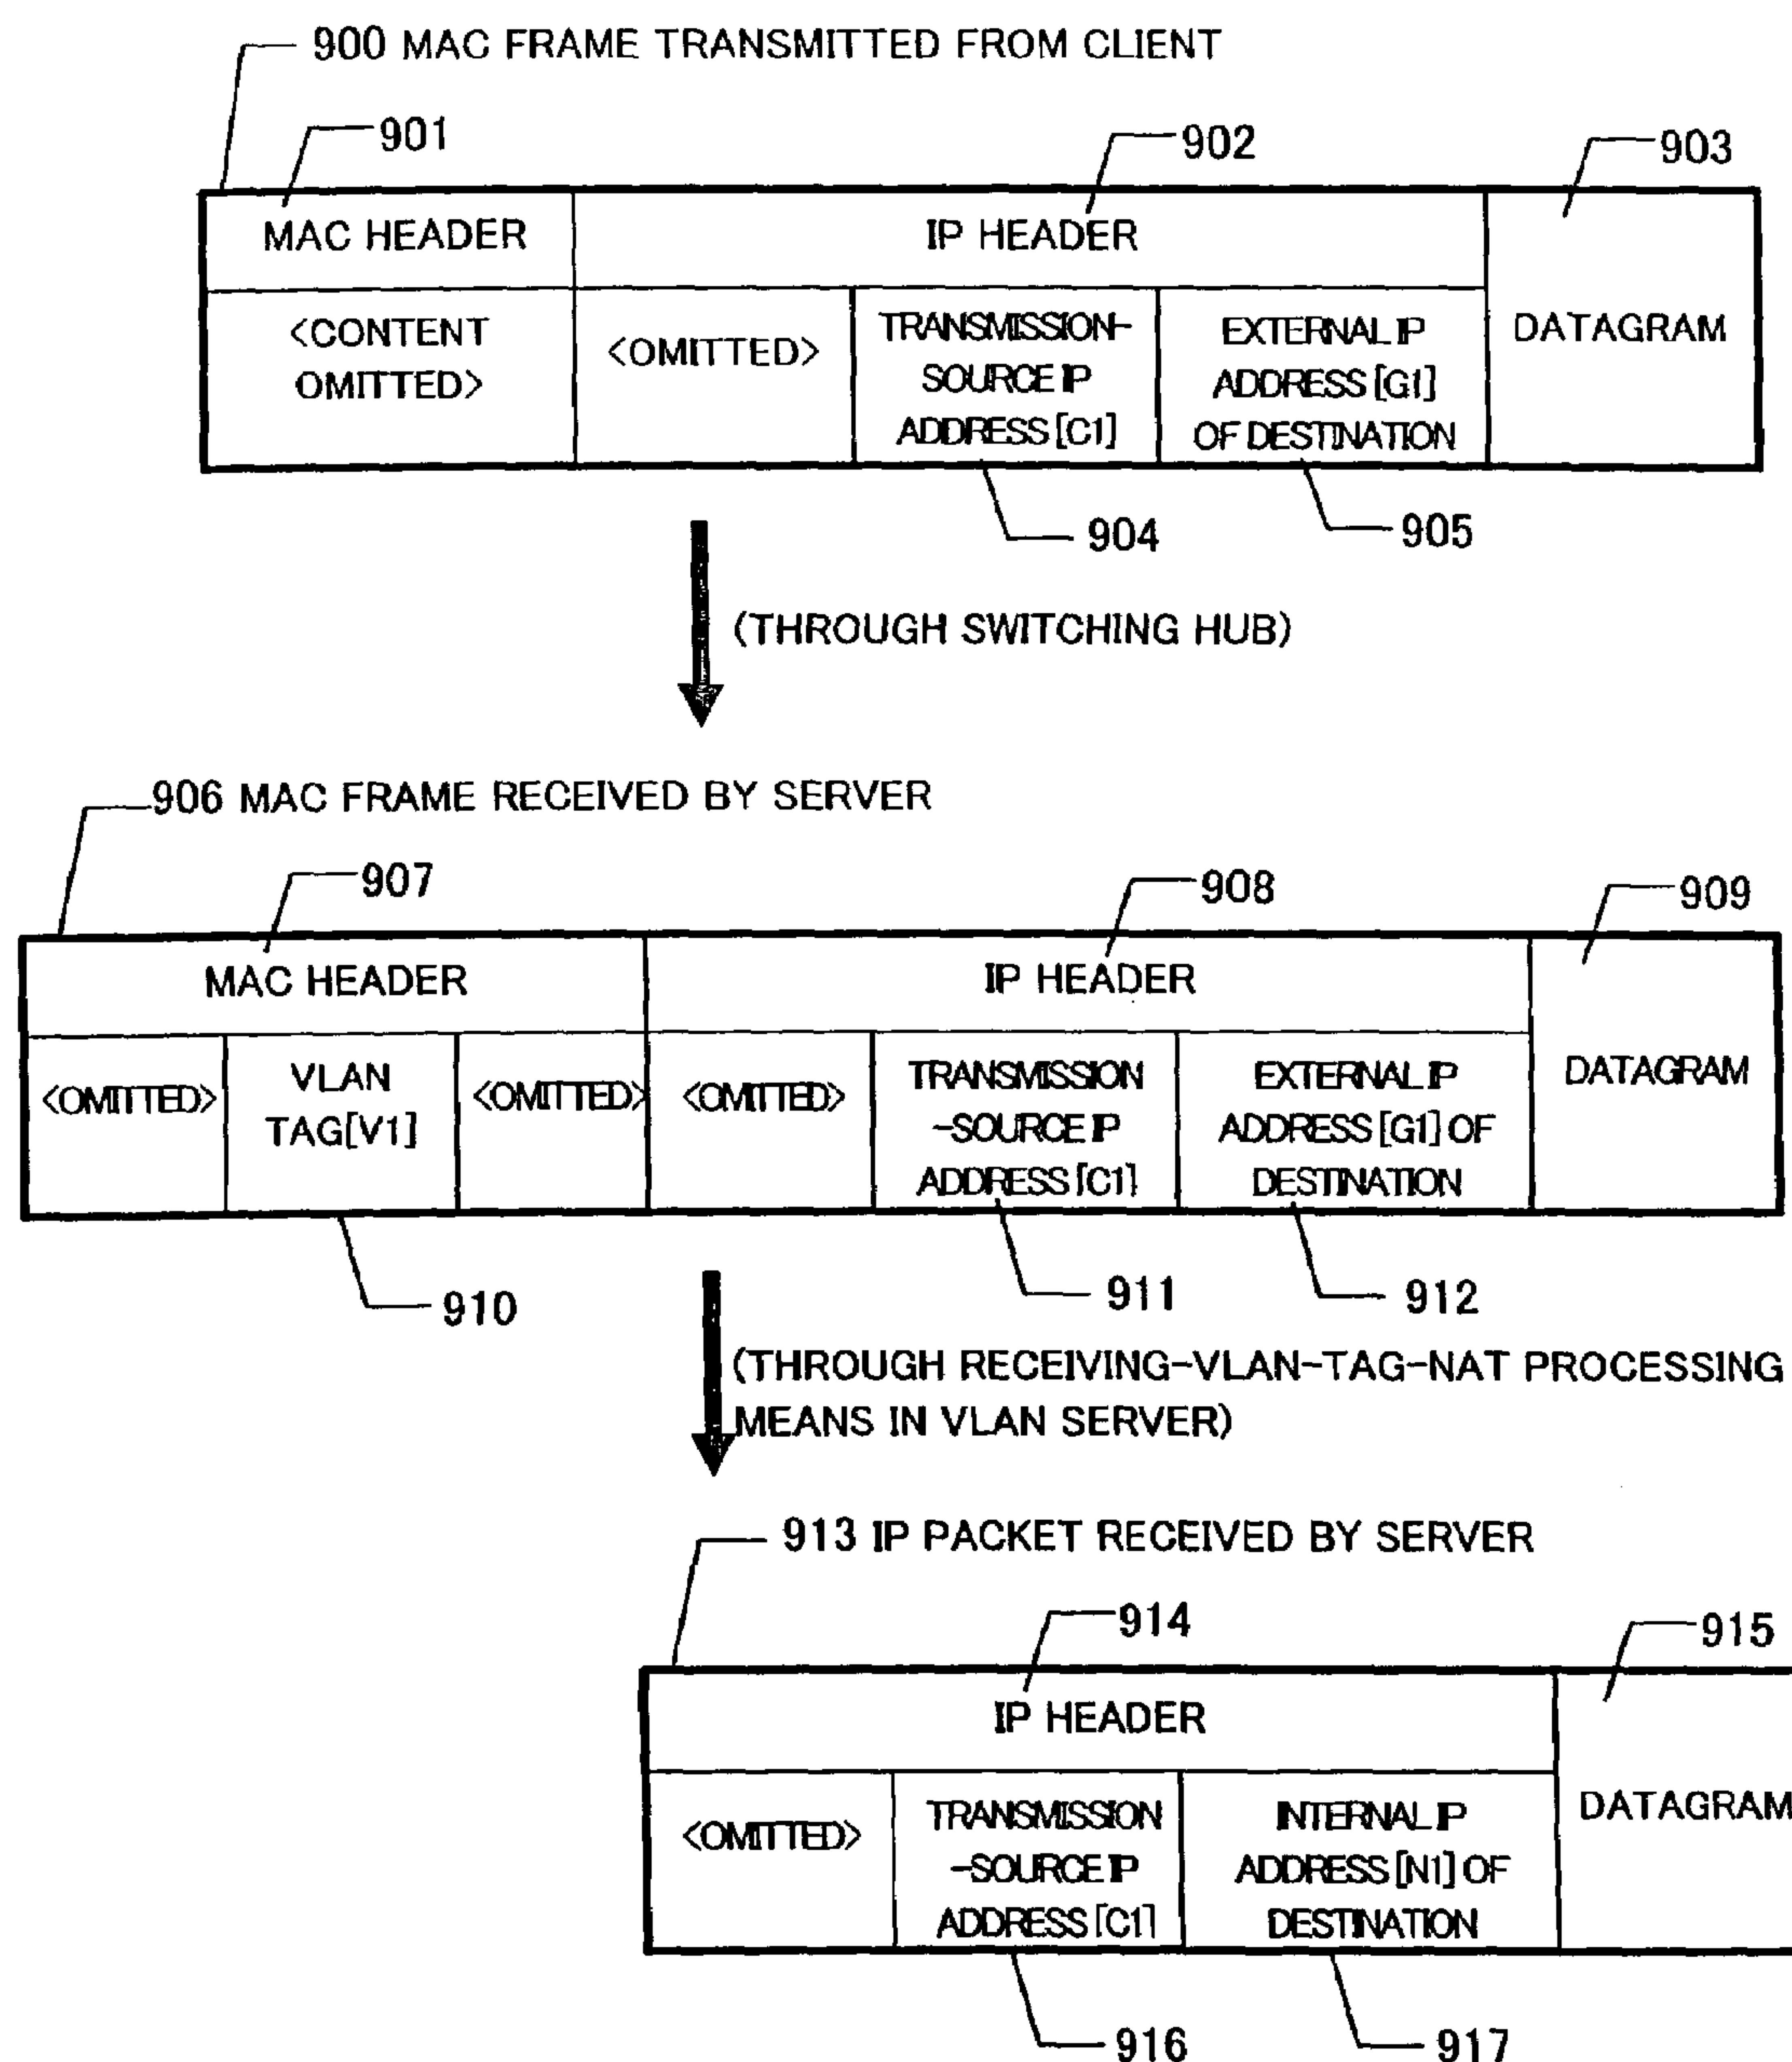 900 MAC FRAME TRANSMITTED FROM CLIENT
901
902
903
MAC HEADER
IP HEADER
DATAGRAM
<CONTENT
OMITTED>
<OMITTED>
TRANSMISSION-
SOURCE IP
ADDRESS [C1]
EXTERNAL IP
ADDRESS [G1]
OF DESTINATION
904
905
(THROUGH SWITCHING HUB)
906 MAC FRAME RECEIVED BY SERVER
907
908
909
MAC HEADER
IP HEADER
DATAGRAM
<OMITTED>
VLAN
TAG[V1]
<OMITTED>
<OMITTED>
TRANSMISSION
-SOURCE IP
ADDRESS [C1]
EXTERNAL IP
ADDRESS [G1] OF
DESTINATION
910
911
912
(THROUGH RECEIVING-VLAN-TAG-NAT PROCESSING
MEANS IN VLAN SERVER)
913 IP PACKET RECEIVED BY SERVER
914
915
IP HEADER
DATAGRAM
<OMITTED>
TRANSMISSION
-SOURCE IP
ADDRESS [C1]
INTERNAL IP
ADDRESS [N1] OF
DESTINATION
916
917